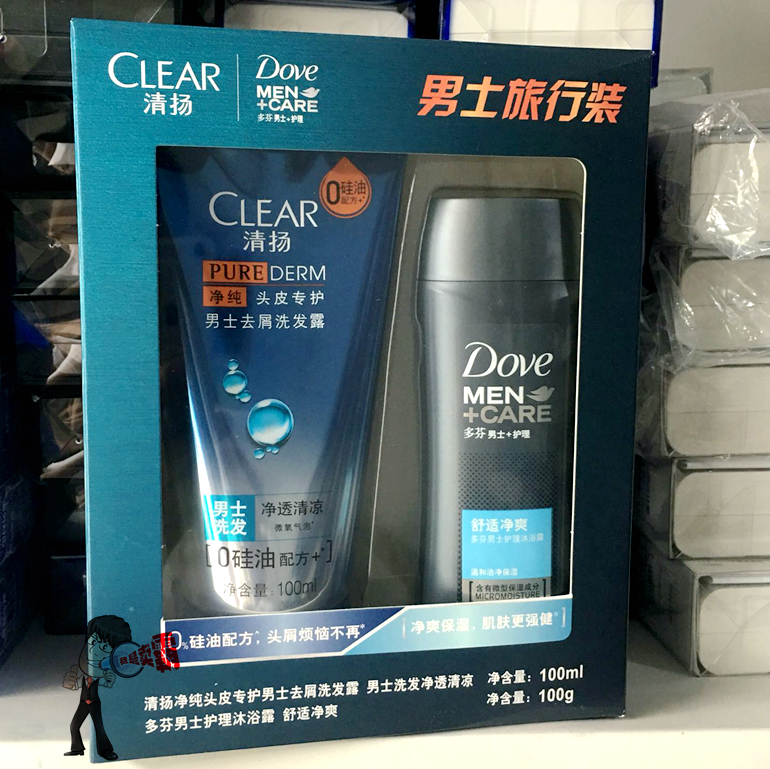 CLEAR
清扬
Dove
MEN
+CARE
多芬 男士+护理
男士旅行装
0硅油
配方+*
CLEAR
清扬
PURE DERM
净纯 头皮专护
男士去屑洗发露
男士
洗发
净透清凉
微氧气泡*
[0硅油配方+*]
净含量:100ml
Dove
MEN
+CARE
多芬 男士+护理
舒适净爽
多芬男士护理沐浴露
温和洁净保湿
含有微型保湿成分
MICROMOISTURE
0%硅油配方*,头屑烦恼不再*
净爽保湿,肌肤更强健*
清扬净纯头皮专护男士去屑洗发露 男士洗发净透清凉 净含量:100ml
多芬男士护理沐浴露 舒适净爽 净含量:100g